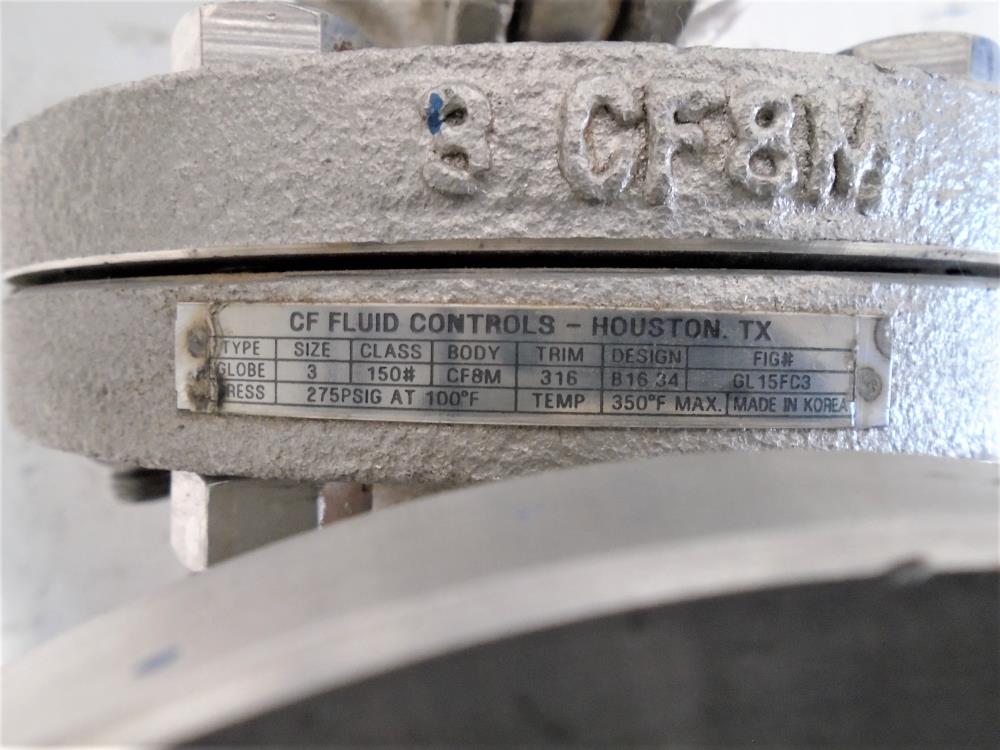 3 CF8M
CF FLUID CONTROLS - HOUSTON, TX
TYPE SIZE CLASS BODY TRIM DESIGN FIG#
GLOBE 3 150# CF8M 316 B16.34 GL15FC3
PRESS 275PSIG AT 100°F TEMP 350°F MAX. MADE IN KOREA